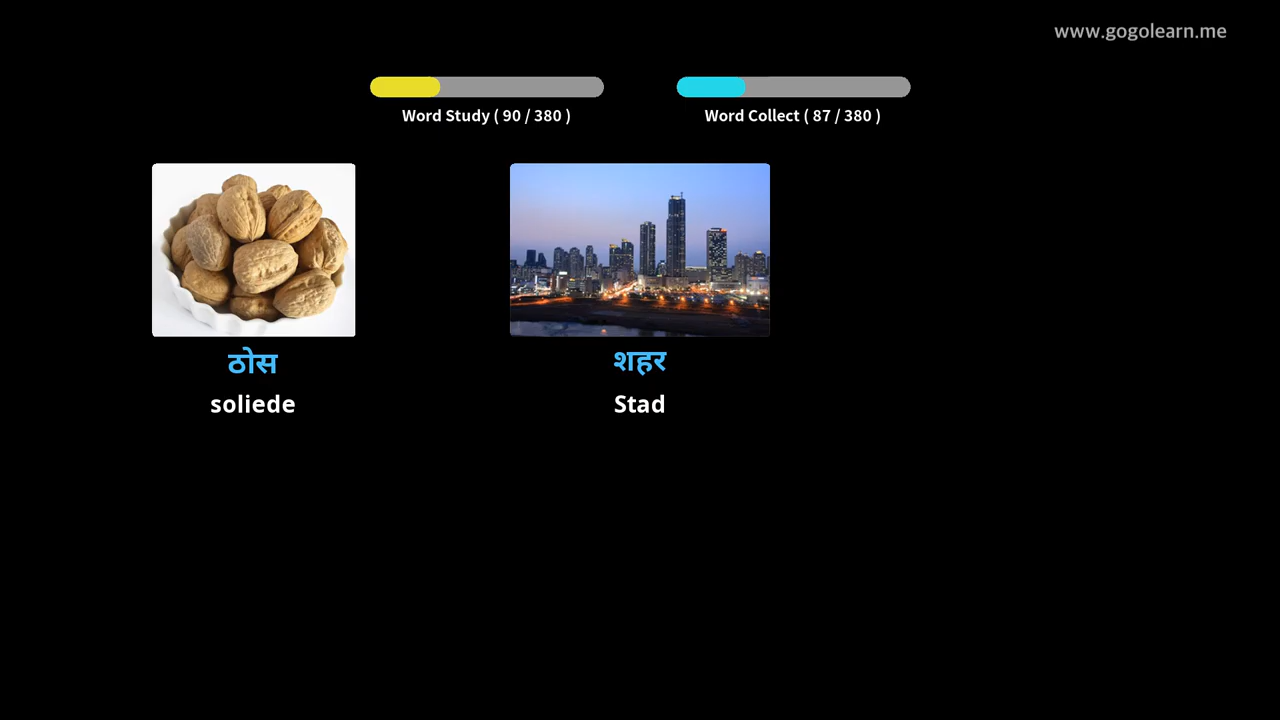 www.gogolearn.me
Word Study ( 90 / 380 )
Word Collect ( 87 / 380 )
ठोस
soliede
शहर
Stad